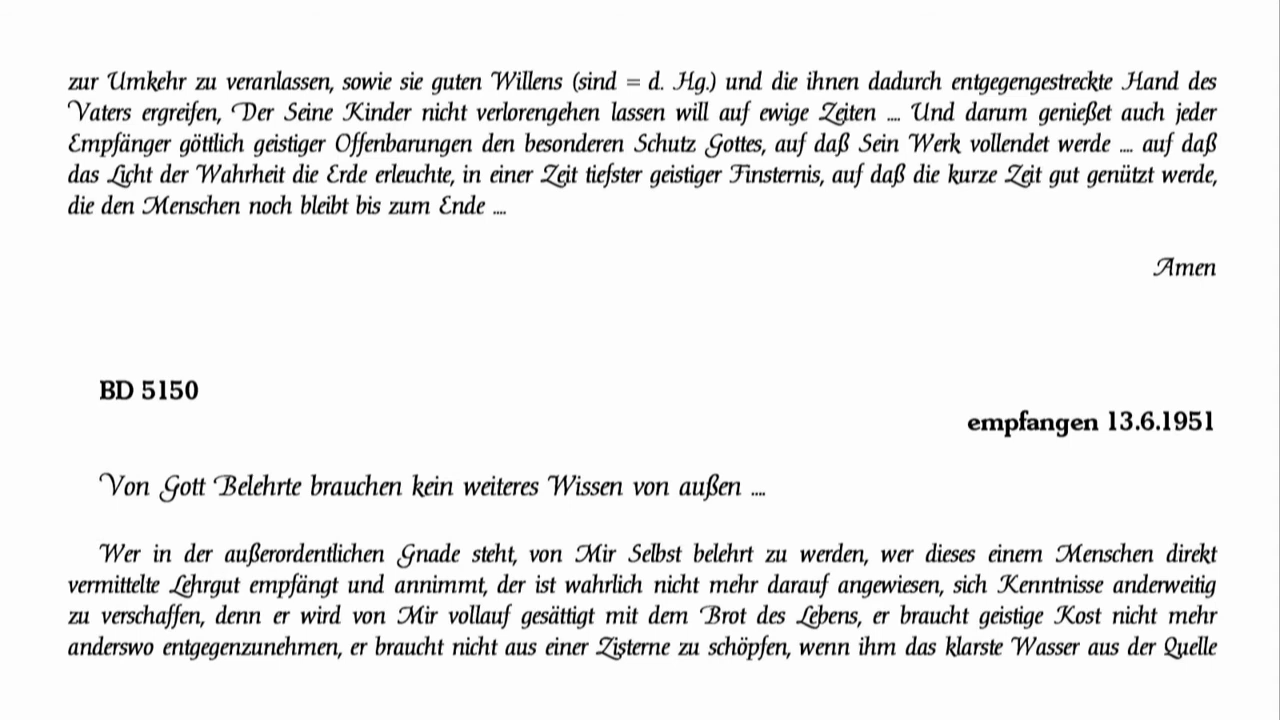 zur Umkehr zu veranlassen, sowie sie guten Willens (sind = d. Hg.) und die ihnen dadurch entgegengestreckte Hand des
Vaters ergreifen, Der Seine Kinder nicht verlorengehen lassen will auf ewige Zeiten .... Und darum genießet auch jeder
Empfänger göttlich geistiger Offenbarungen den besonderen Schutz Gottes, auf daß Sein Werk vollendet werde .... auf daß
das Licht der Wahrheit die Erde erleuchte, in einer Zeit tiefster geistiger Finsternis, auf daß die kurze Zeit gut genützt werde,
die den Menschen noch bleibt bis zum Ende ....
Amen
BD 5150
empfangen 13.6.1951
Von Gott Belehrte brauchen kein weiteres Wissen von außen ....
Wer in der außerordentlichen Gnade steht, von Mir Selbst belehrt zu werden, wer dieses einem Menschen direkt
vermittelte Lehrgut empfängt und annimmt, der ist wahrlich nicht mehr darauf angewiesen, sich Kenntnisse anderweitig
zu verschaffen, denn er wird von Mir vollauf gesättigt mit dem Brot des Lebens, er braucht geistige Kost nicht mehr
anderswo entgegenzunehmen, er braucht nicht aus einer Zisterne zu schöpfen, wenn ihm das klarste Wasser aus der Quelle